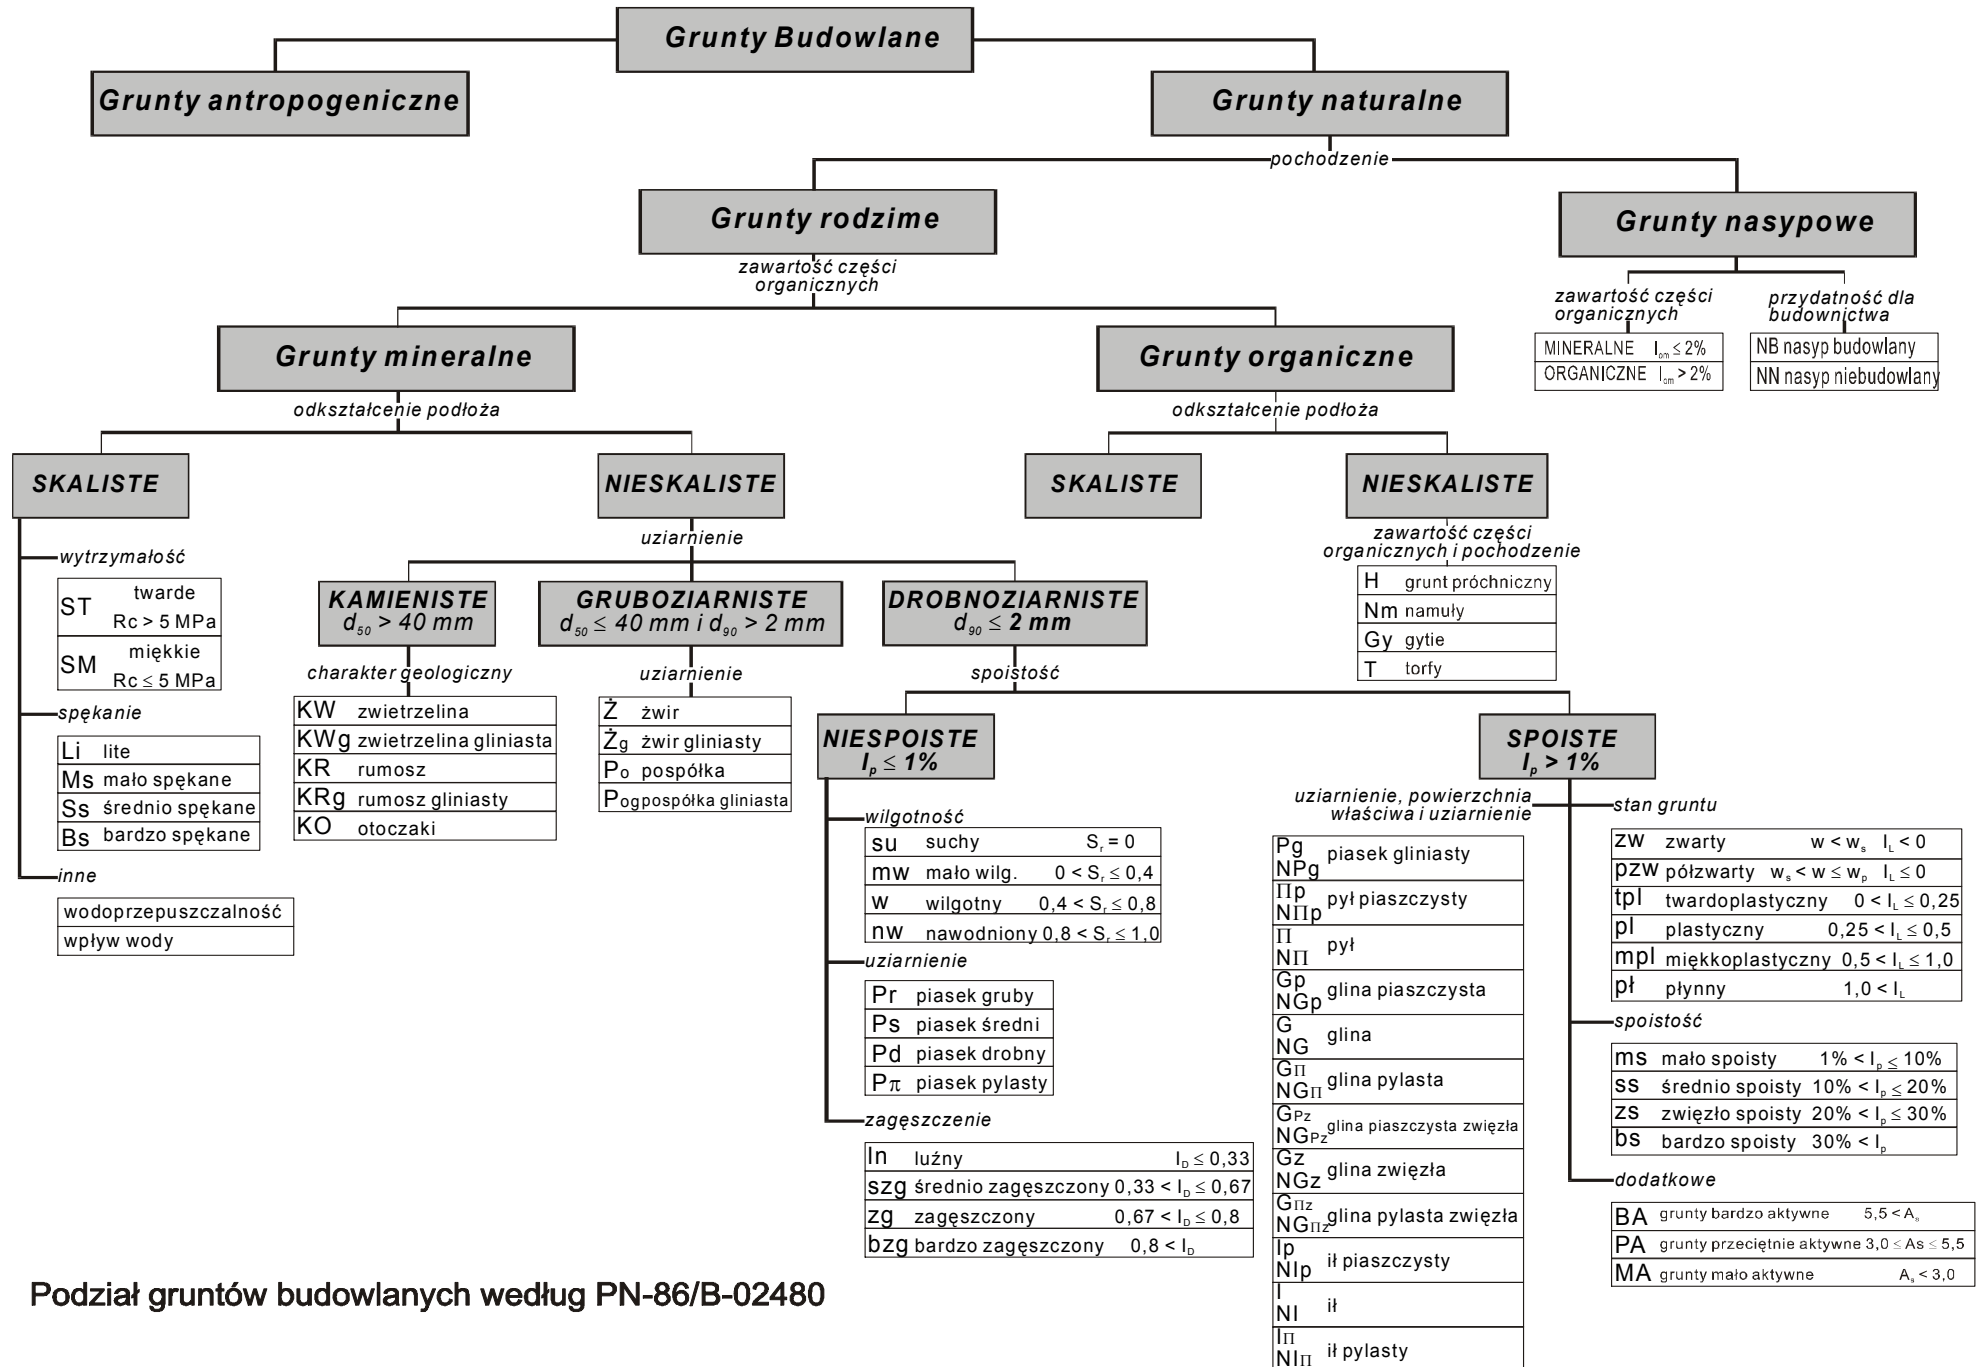 Grunty Budowlane
Grunty antropogeniczne
Grunty naturalne
pochodzenie
Grunty rodzime
Grunty nasypowe
zawartość części
organicznych
zawartość części
organicznych
przydatność dla
budownictwa
MINERALNE Iom ≤ 2%
ORGANICZNE Iom > 2%
NB nasyp budowlany
NN nasyp niebudowlany
Grunty mineralne
Grunty organiczne
odkształcenie podłoża
odkształcenie podłoża
SKALISTE
NIESKALISTE
SKALISTE
NIESKALISTE
wytrzymałość
ST twarde
Rc > 5 MPa
SM miękkie
Rc ≤ 5 MPa
spękanie
Li lite
Ms mało spękane
Ss średnio spękane
Bs bardzo spękane
inne
wodoprzepuszczalność
wpływ wody
uziarnienie
KAMIENISTE
d50 > 40 mm
GRUBOZIARNISTE
d50 ≤ 40 mm i d90 > 2 mm
DROBNOZIARNISTE
d90 ≤ 2 mm
zawartość części
organicznych i pochodzenie
H grunt próchniczny
Nm namuły
Gy gytie
T torfy
charakter geologiczny
KW zwietrzelina
KWg zwietrzelina gliniasta
KR rumosz
KRg rumosz gliniasty
KO otoczaki
uziarnienie
Ż żwir
Żg żwir gliniasty
Po pospółka
Pog pospółka gliniasta
spoistość
NIESPOISTE
Ip ≤ 1%
SPOISTE
Ip > 1%
wilgotność
su suchy Sr = 0
mw mało wilg. 0 < Sr ≤ 0,4
w wilgotny 0,4 < Sr ≤ 0,8
nw nawodniony 0,8 < Sr ≤ 1,0
uziarnienie
Pr piasek gruby
Ps piasek średni
Pd piasek drobny
Pπ piasek pylasty
zagęszczenie
ln luźny ID ≤ 0,33
szg średnio zagęszczony 0,33 < ID ≤ 0,67
zg zagęszczony 0,67 < ID ≤ 0,8
bzg bardzo zagęszczony 0,8 < ID
uziarnienie, powierzchnia
właściwa i uziarnienie
Pg
NPg piasek gliniasty
Πp
NΠp pył piaszczysty
Π
NΠ pył
Gp
NGp glina piaszczysta
G
NG glina
GΠ
NGΠ glina pylasta
GPz
NGPz glina piaszczysta zwięzła
Gz
NGz glina zwięzła
GΠz
NGΠz glina pylasta zwięzła
Ip
NIp ił piaszczysty
I
NI ił
IΠ
NIΠ ił pylasty
stan gruntu
zw zwarty w < ws IL < 0
pzw półzwarty ws < w ≤ wp IL ≤ 0
tpl twardoplastyczny 0 < IL ≤ 0,25
pl plastyczny 0,25 < IL ≤ 0,5
mpl miękkoplastyczny 0,5 < IL ≤ 1,0
pł płynny 1,0 < IL
spoistość
ms mało spoisty 1% < Ip ≤ 10%
ss średnio spoisty 10% < Ip ≤ 20%
zs zwięzło spoisty 20% < Ip ≤ 30%
bs bardzo spoisty 30% < Ip
dodatkowe
BA grunty bardzo aktywne 5,5 < As
PA grunty przeciętnie aktywne 3,0 ≤ As ≤ 5,5
MA grunty mało aktywne As < 3,0
Podział gruntów budowlanych według PN-86/B-02480